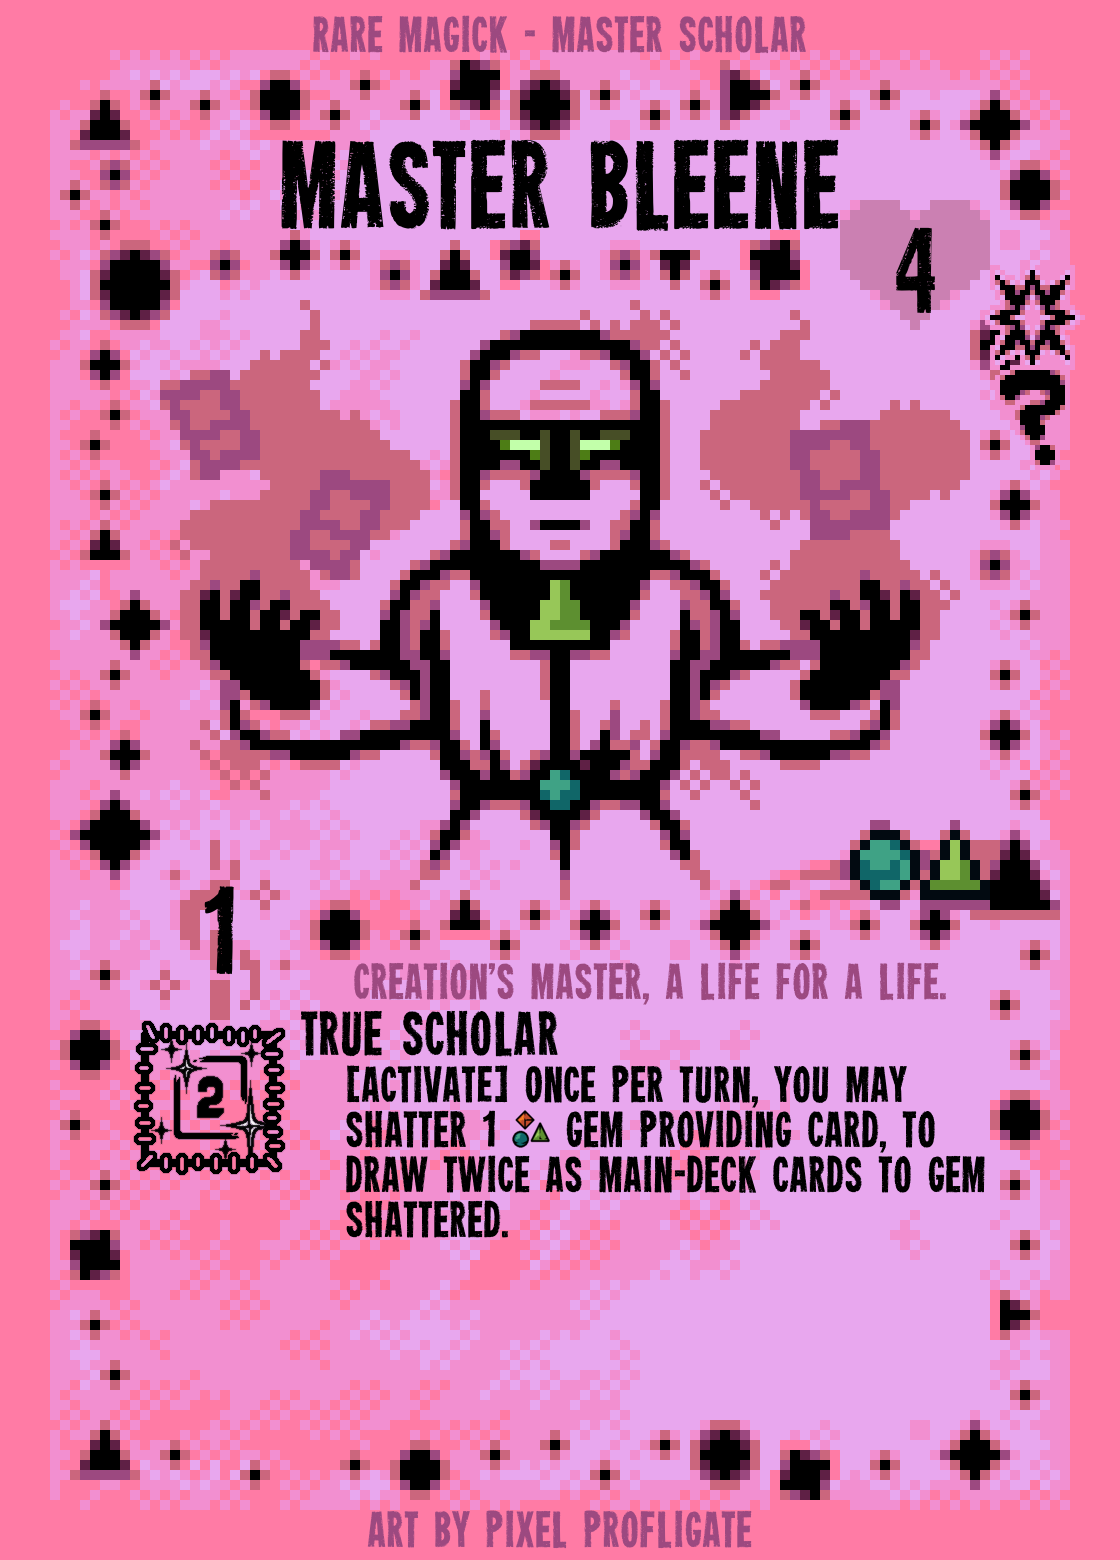 RARE MAGICK - MASTER SCHOLAR
MASTER BLEENE
4
?
1
CREATION'S MASTER, A LIFE FOR A LIFE.
TRUE SCHOLAR
2
[ACTIVATE] ONCE PER TURN, YOU MAY
SHATTER 1 GEM PROVIDING CARD, TO
DRAW TWICE AS MAIN-DECK CARDS TO GEM
SHATTERED.
ART BY PIXEL PROFLIGATE